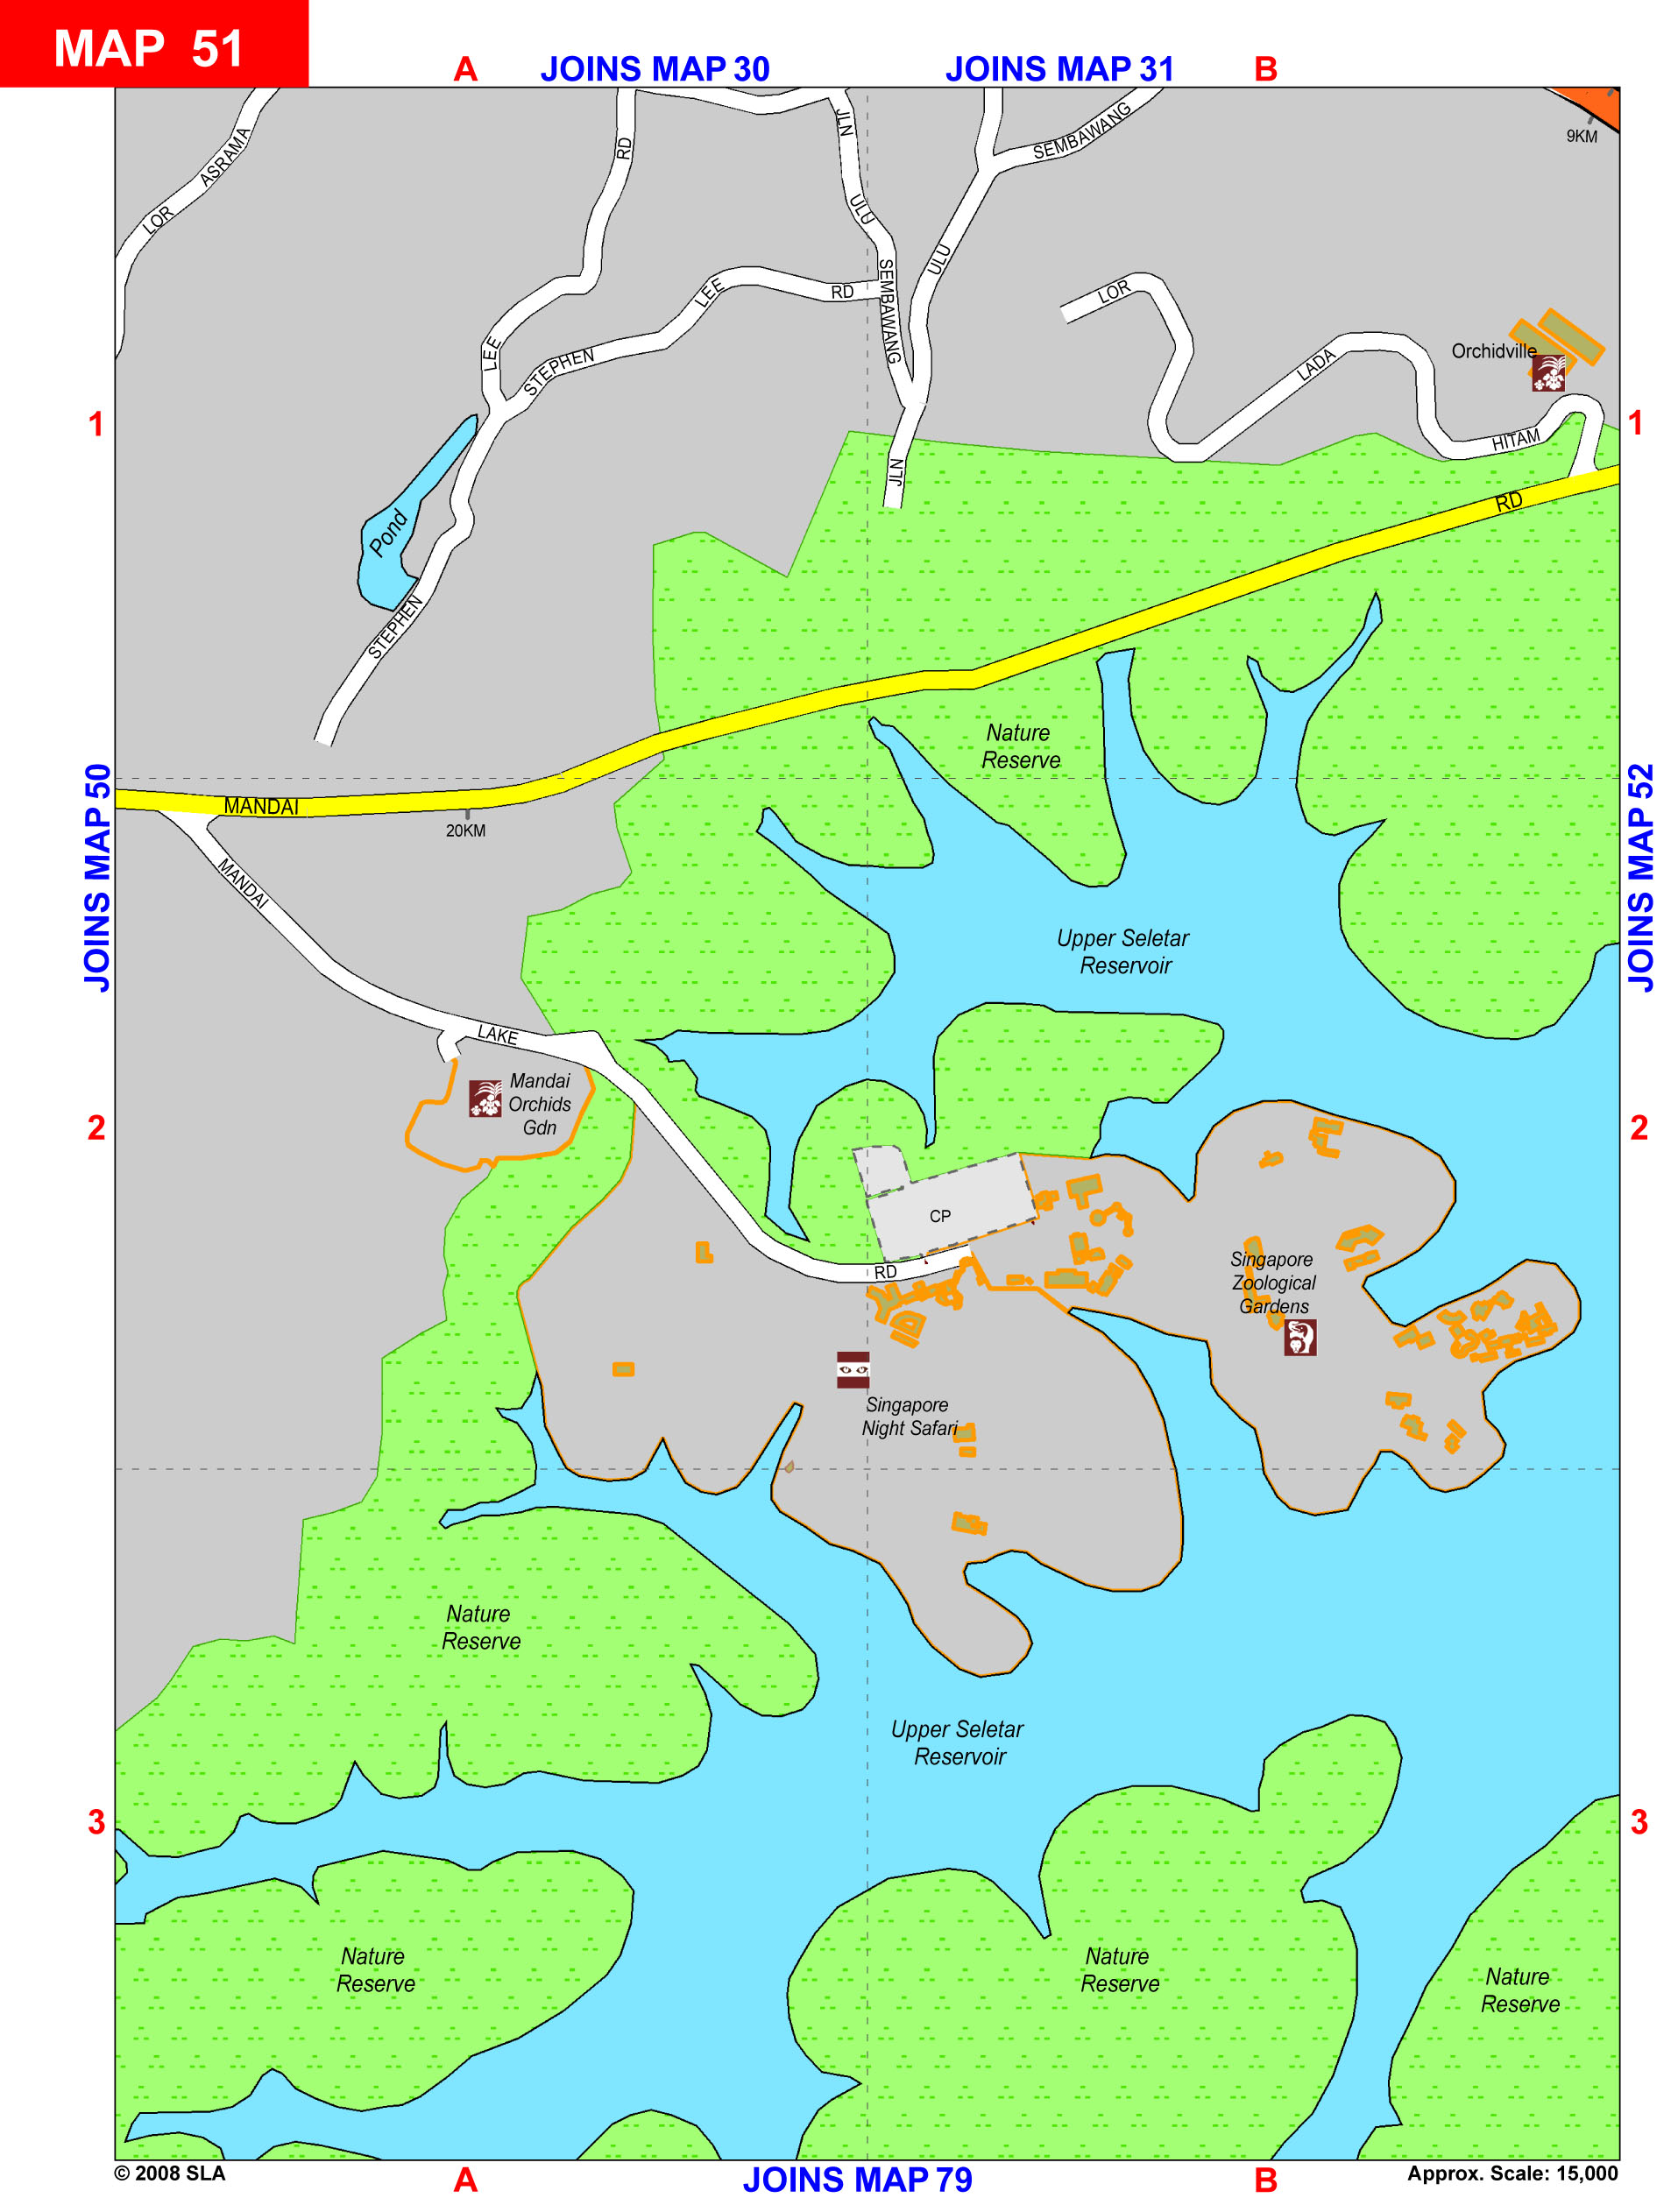 MAP 51
A
JOINS MAP 30
JOINS MAP 31
B
9KM
LOR
ASRAMA
RD
JLN
ULU
SEMBAWANG
SEMBAWANG
ULU
JLN
LEE
STEPHEN
LEE
RD
STEPHEN
Pond
LOR
LADA
HITAM
Orchidville
1
1
RD
Nature
Reserve
JOINS MAP 50
JOINS MAP 52
MANDAI
20KM
MANDAI
LAKE
RD
Upper Seletar
Reservoir
Mandai
Orchids
Gdn
2
2
CP
Singapore
Zoological
Gardens
Singapore
Night Safari
Nature
Reserve
Upper Seletar
Reservoir
3
3
Nature
Reserve
Nature
Reserve
Nature
Reserve
© 2008 SLA
A
JOINS MAP 79
B
Approx. Scale: 15,000